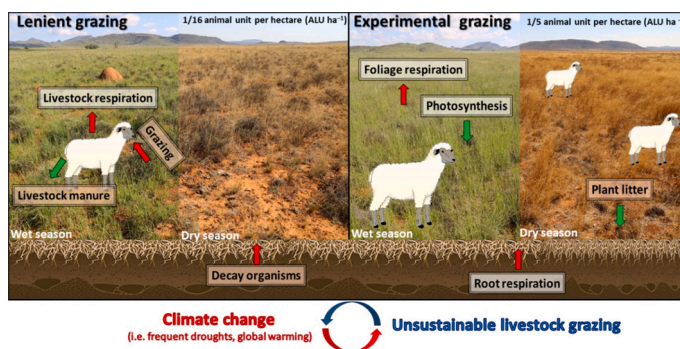 Lenient grazing
1/16 animal unit per hectare (ALU ha⁻¹)
Experimental grazing
1/5 animal unit per hectare (ALU ha⁻
Livestock respiration
Grazing
Livestock manure
Wet season
Dry season
Decay organisms
Foliage respiration
Photosynthesis
Plant litter
Wet season
Dry season
Root respiration
Climate change
(i.e. frequent droughts, global warming)
Unsustainable livestock grazing